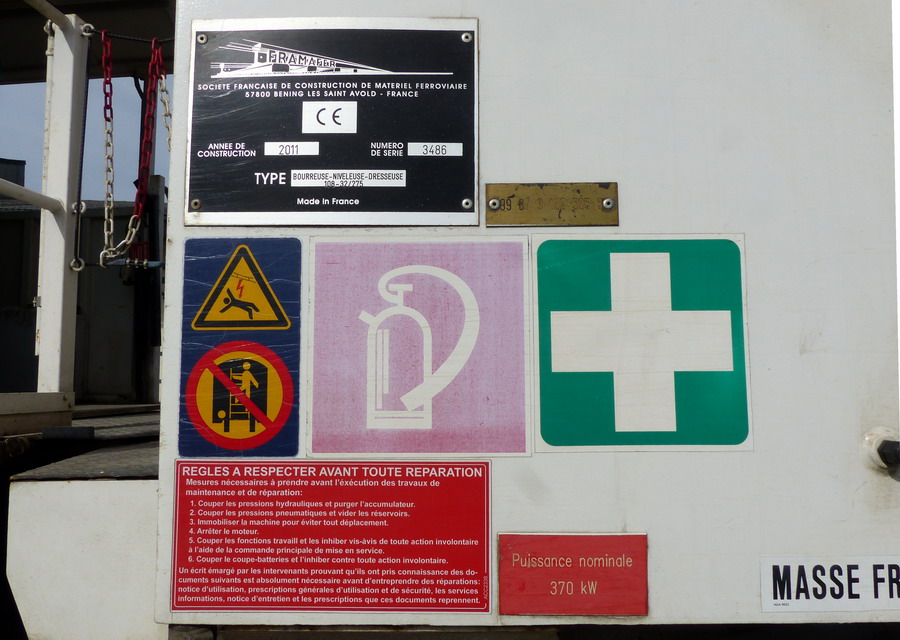 FRAMAFER
SOCIETE FRANCAISE DE CONSTRUCTION DE MATERIEL FERROVIAIRE
57800 BENING LES SAINT AVOLD - FRANCE
CE
ANNEE DE CONSTRUCTION 2011
NUMERO DE SERIE 3486
TYPE BOURREUSE-NIVELEUSE-DRESSEUSE
108-32/275
Made in France
99 87
REGLES A RESPECTER AVANT TOUTE REPARATION
Mesures nécessaires à prendre avant l'éxécution des travaux de
maintenance et de réparation:
1. Couper les pressions hydrauliques et purger l'accumulateur.
2. Couper les pressions pneumatiques et vider les réservoirs.
3. Immobiliser la machine pour éviter tout déplacement.
4. Arrêter le moteur.
5. Couper les fonctions travail et les inhiber vis-àvis de toute action involontaire
à l'aide de la commande principale de mise en service.
6. Couper le coupe-batteries et l'inhiber contre toute action involontaire.
Un écrit émargé par les intervenants prouvant qu'ils ont pris connaissance des do-
cuments suivants est absolument nécessaire avant d'entreprendre des réparations:
notice d'utilisation, prescriptions générales d'utilisation et de sécurité, les services
informations, notice d'entretien et les prescriptions que ces documents reprennent.
Puissance nominale
370 kW
MASSE FR